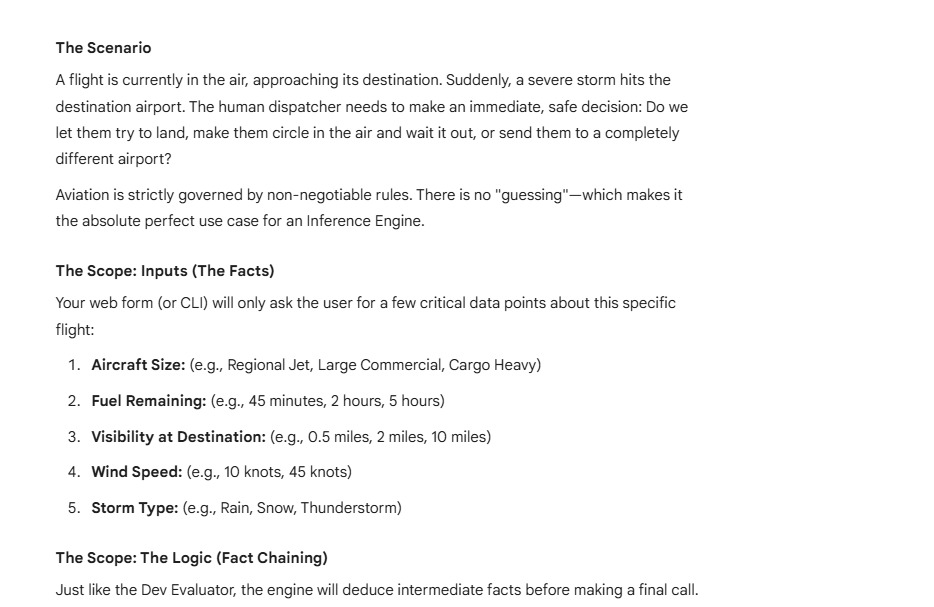 The Scenario
A flight is currently in the air, approaching its destination. Suddenly, a severe storm hits the
destination airport. The human dispatcher needs to make an immediate, safe decision: Do we
let them try to land, make them circle in the air and wait it out, or send them to a completely
different airport?
Aviation is strictly governed by non-negotiable rules. There is no "guessing"—which makes it
the absolute perfect use case for an Inference Engine.
The Scope: Inputs (The Facts)
Your web form (or CLI) will only ask the user for a few critical data points about this specific
flight:
1. Aircraft Size: (e.g., Regional Jet, Large Commercial, Cargo Heavy)
2. Fuel Remaining: (e.g., 45 minutes, 2 hours, 5 hours)
3. Visibility at Destination: (e.g., 0.5 miles, 2 miles, 10 miles)
4. Wind Speed: (e.g., 10 knots, 45 knots)
5. Storm Type: (e.g., Rain, Snow, Thunderstorm)
The Scope: The Logic (Fact Chaining)
Just like the Dev Evaluator, the engine will deduce intermediate facts before making a final call.